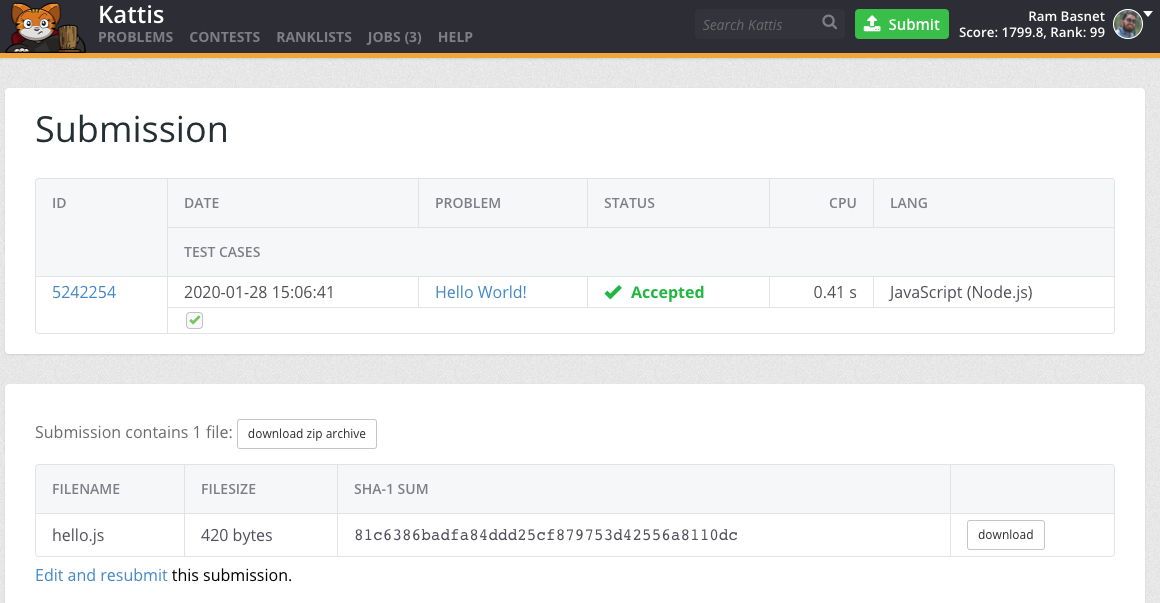 Kattis
PROBLEMS CONTESTS RANKLISTS JOBS (3) HELP
Search Kattis
Submit
Ram Basnet
Score: 1799.8, Rank: 99
Submission
ID DATE PROBLEM STATUS CPU LANG
TEST CASES
5242254 2020-01-28 15:06:41 Hello World! Accepted 0.41 s JavaScript (Node.js)
Submission contains 1 file: download zip archive
FILENAME FILESIZE SHA-1 SUM
hello.js 420 bytes 81c6386badfa84ddd25cf879753d42556a8110dc download
Edit and resubmit this submission.